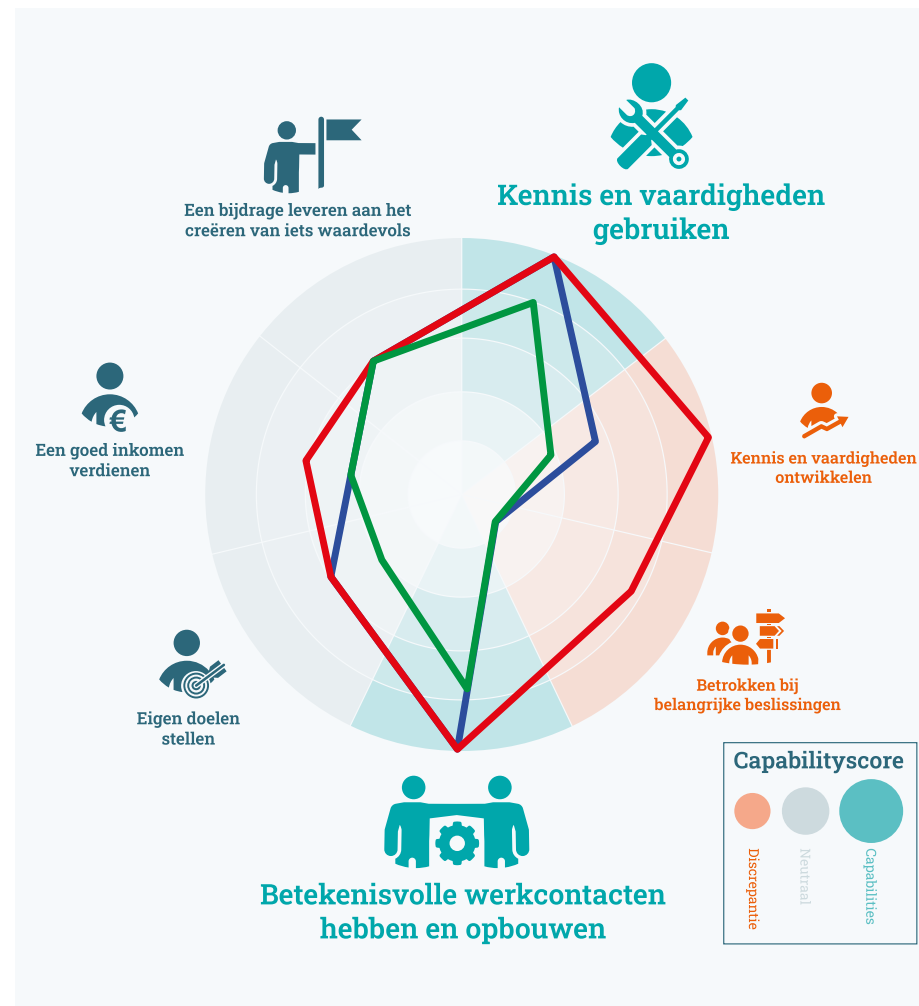 Een bijdrage leveren aan het
creëren van iets waardevols
Kennis en vaardigheden
gebruiken
Een goed inkomen
verdienen
€
Kennis en vaardigheden
ontwikkelen
Eigen doelen
stellen
Betrokken bij
belangrijke beslissingen
Betekenisvolle werkcontacten
hebben en opbouwen
Capabilityscore
Discrepantie
Neutraal
Capabilities